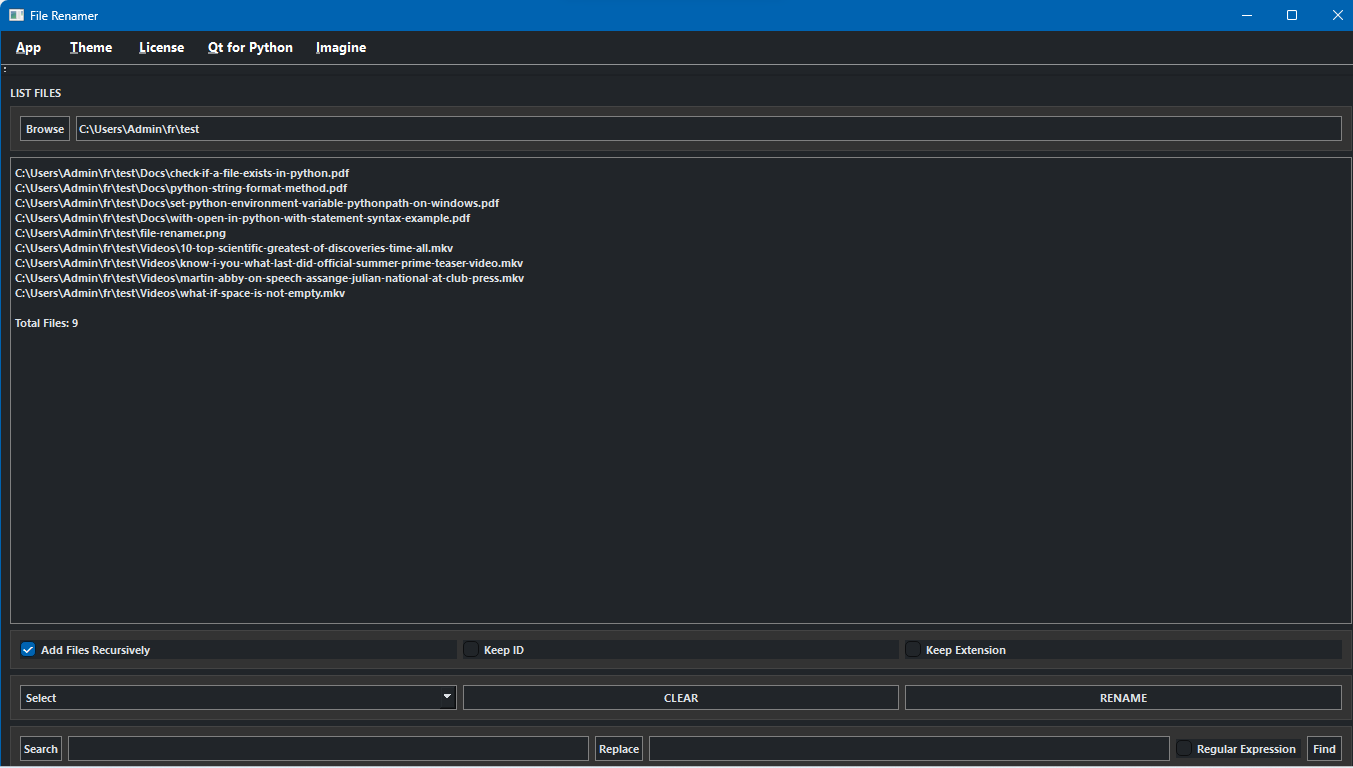 File Renamer
App Theme License Qt for Python Imagine
LIST FILES
Browse C:\Users\Admin\fr\test
C:\Users\Admin\fr\test\Docs\check-if-a-file-exists-in-python.pdf
C:\Users\Admin\fr\test\Docs\python-string-format-method.pdf
C:\Users\Admin\fr\test\Docs\set-python-environment-variable-pythonpath-on-windows.pdf
C:\Users\Admin\fr\test\Docs\with-open-in-python-with-statement-syntax-example.pdf
C:\Users\Admin\fr\test\file-renamer.png
C:\Users\Admin\fr\test\Videos\10-top-scientific-greatest-of-discoveries-time-all.mkv
C:\Users\Admin\fr\test\Videos\know-i-you-what-last-did-official-summer-prime-teaser-video.mkv
C:\Users\Admin\fr\test\Videos\martin-abby-on-speech-assange-julian-national-at-club-press.mkv
C:\Users\Admin\fr\test\Videos\what-if-space-is-not-empty.mkv
Total Files: 9
Add Files Recursively Keep ID Keep Extension
Select CLEAR RENAME
Search Replace Regular Expression Find